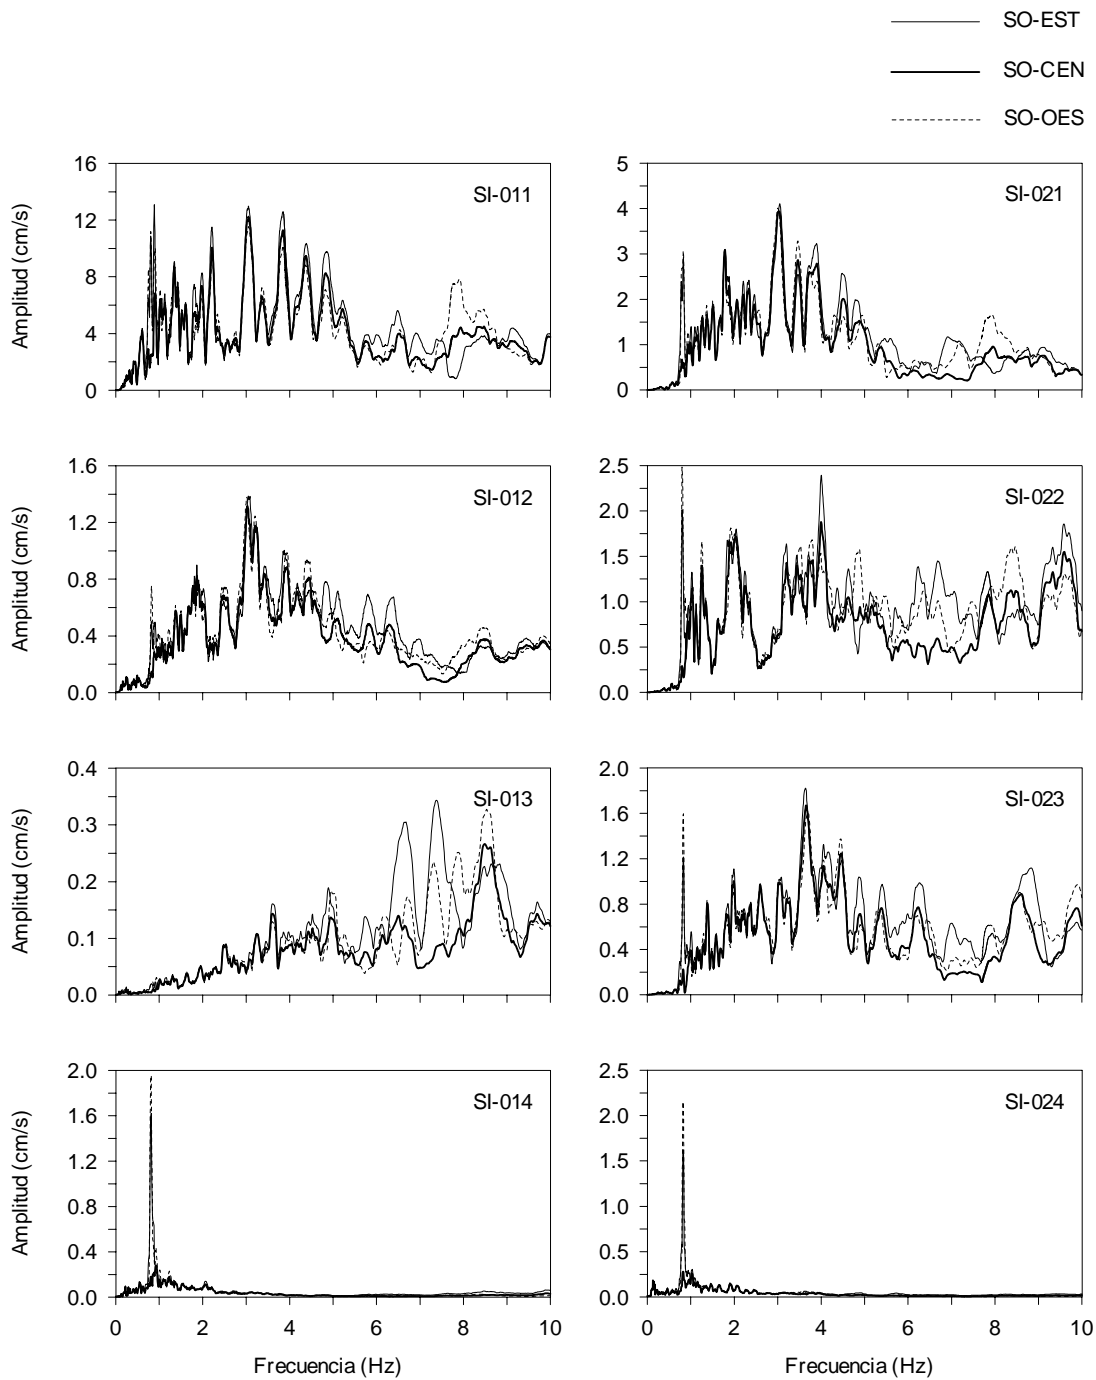 SO-EST
SO-CEN
SO-OES
16
12
8
4
0
Amplitud (cm/s)
SI-011
5
4
3
2
1
0
SI-021
1.6
1.2
0.8
0.4
0.0
Amplitud (cm/s)
SI-012
2.5
2.0
1.5
1.0
0.5
0.0
SI-022
0.4
0.3
0.2
0.1
0.0
Amplitud (cm/s)
SI-013
2.0
1.6
1.2
0.8
0.4
0.0
SI-023
2.0
1.6
1.2
0.8
0.4
0.0
Amplitud (cm/s)
SI-014
0 2 4 6 8 10
Frecuencia (Hz)
2.5
2.0
1.5
1.0
0.5
0.0
SI-024
0 2 4 6 8 10
Frecuencia (Hz)